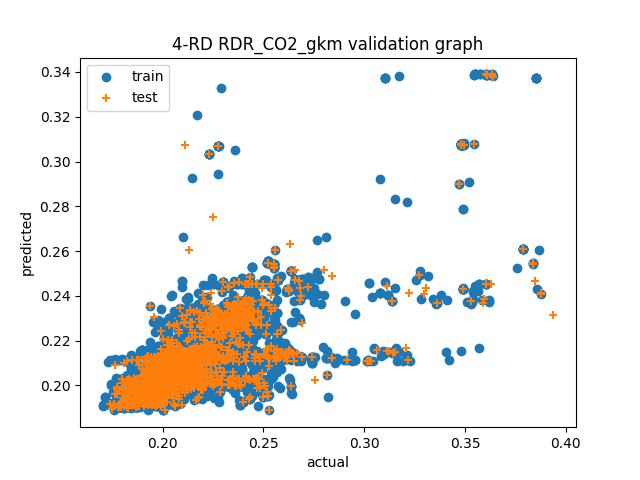 4-RD RDR_CO2_gkm validation graph
train
test
0.34
0.32
0.30
0.28
0.26
0.24
0.22
0.20
predicted
0.20 0.25 0.30 0.35 0.40
actual